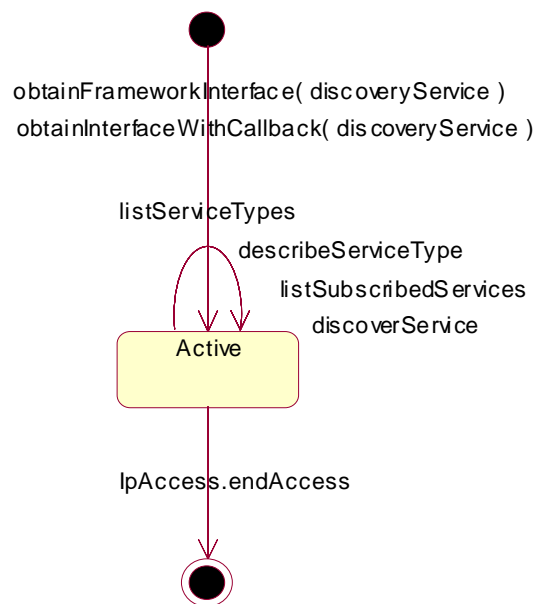 obtainFrameworkInterface( discoveryService )
obtainInterfaceWithCallback( discoveryService )
listServiceTypes
describeServiceType
listSubscribedServices
discoverService
Active
IpAccess.endAccess